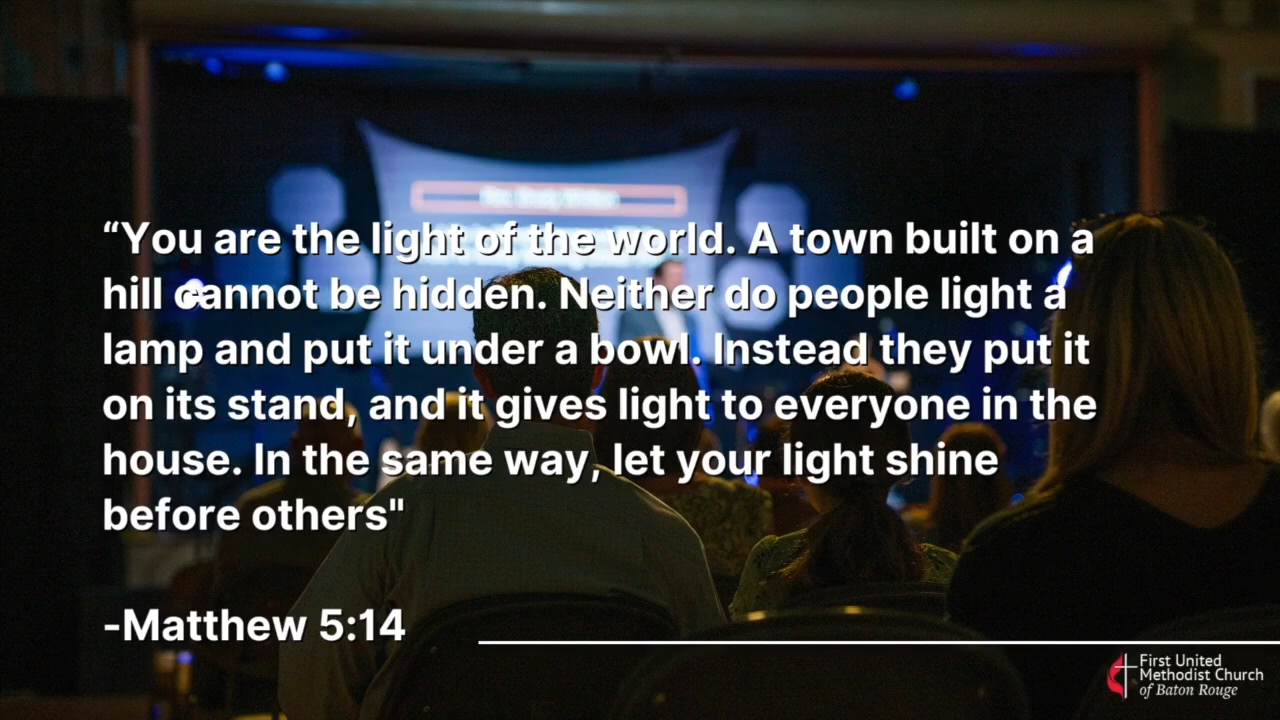 “You are the light of the world. A town built on a
hill cannot be hidden. Neither do people light a
lamp and put it under a bowl. Instead they put it
on its stand, and it gives light to everyone in the
house. In the same way, let your light shine
before others"
-Matthew 5:14
First United
Methodist Church
of Baton Rouge